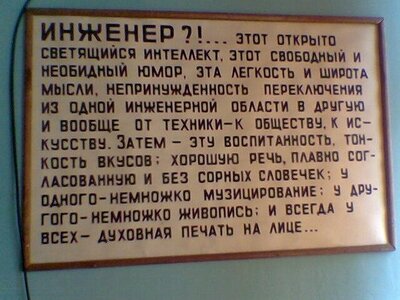 ИНЖЕНЕР?!... ЭТОТ ОТКРЫТО
СВЕТЯЩИЙСЯ ИНТЕЛЛЕКТ, ЭТОТ СВОБОДНЫЙ И
НЕОБИДНЫЙ ЮМОР, ЭТА ЛЕГКОСТЬ И ШИРОТА
МЫСЛИ, НЕПРИНУЖДЕННОСТЬ ПЕРЕКЛЮЧЕНИЯ
ИЗ ОДНОЙ ИНЖЕНЕРНОЙ ОБЛАСТИ В ДРУГУЮ
И ВООБЩЕ ОТ ТЕХНИКИ-К ОБЩЕСТВУ, К ИС-
КУССТВУ. ЗАТЕМ - ЭТУ ВОСПИТАННОСТЬ, ТОН-
КОСТЬ ВКУСОВ; ХОРОШУЮ РЕЧЬ, ПЛАВНО СОГ-
ЛАСОВАННУЮ И БЕЗ СОРНЫХ СЛОВЕЧЕК; У
ОДНОГО-НЕМНОЖКО МУЗИЦИРОВАНИЕ; У ДРУ-
ГОГО-НЕМНОЖКО ЖИВОПИСЬ; И ВСЕГДА У
ВСЕХ- ДУХОВНАЯ ПЕЧАТЬ НА ЛИЦЕ...